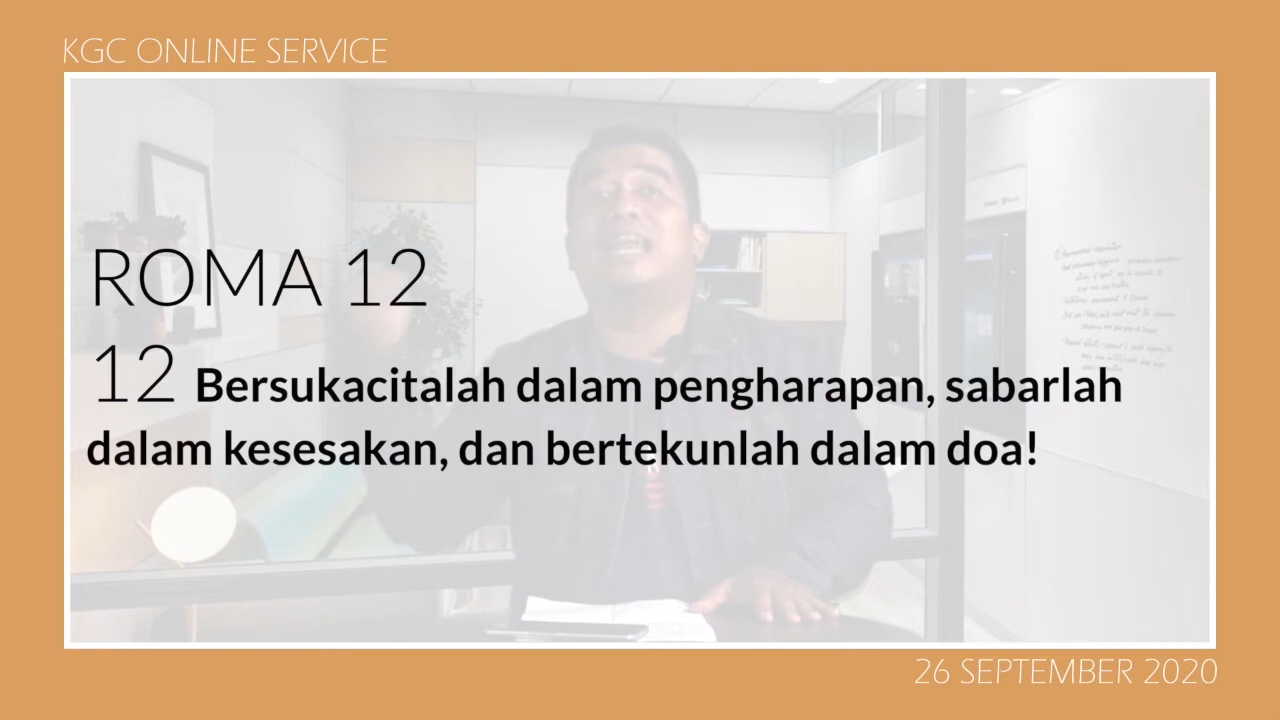 KGC ONLINE SERVICE
ROMA 12
12 Bersukacitalah dalam pengharapan, sabarlah
dalam kesesakan, dan bertekunlah dalam doa!
26 SEPTEMBER 2020